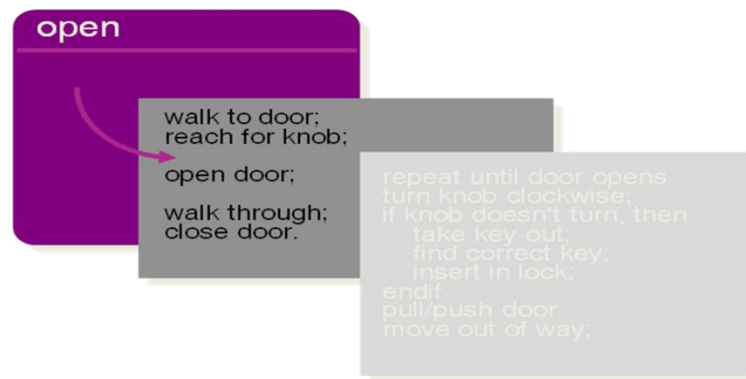 open
walk to door;
reach for knob;
open door;
walk through;
close door.
repeat until door opens
turn knob clockwise;
if knob doesn't turn, then
take key out;
find correct key;
insert in lock;
endif
pull/push door
move out of way;